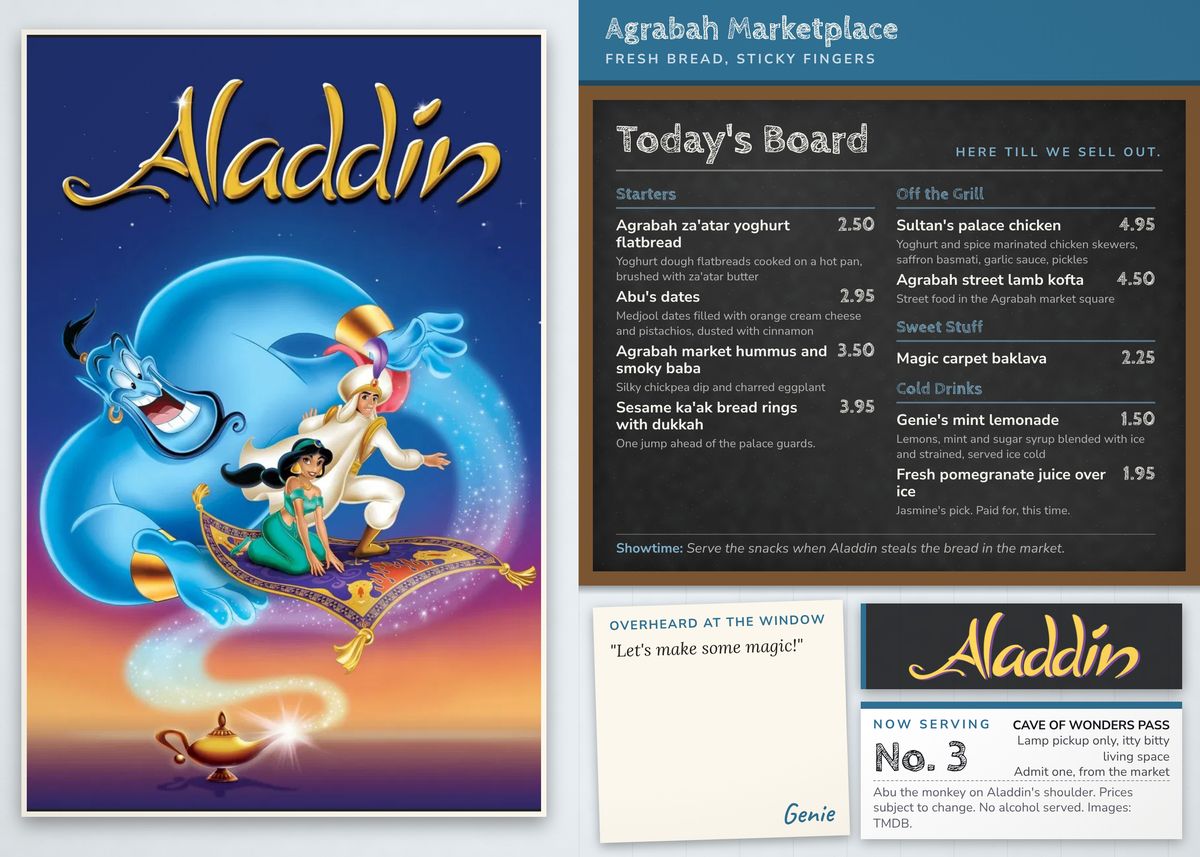 Aladdin
Agrabah Marketplace
FRESH BREAD, STICKY FINGERS
Today's Board
HERE TILL WE SELL OUT.
Starters
Agrabah za'atar yoghurt 2.50
flatbread
Yoghurt dough flatbreads cooked on a hot pan,
brushed with za'atar butter
Abu's dates 2.95
Medjool dates filled with orange cream cheese
and pistachios, dusted with cinnamon
Agrabah market hummus and 3.50
smoky baba
Silky chickpea dip and charred eggplant
Sesame ka'ak bread rings 3.95
with dukkah
One jump ahead of the palace guards.
Off the Grill
Sultan's palace chicken 4.95
Yoghurt and spice marinated chicken skewers,
saffron basmati, garlic sauce, pickles
Agrabah street lamb kofta 4.50
Street food in the Agrabah market square
Sweet Stuff
Magic carpet baklava 2.25
Cold Drinks
Genie's mint lemonade 1.50
Lemons, mint and sugar syrup blended with ice
and strained, served ice cold
Fresh pomegranate juice over 1.95
ice
Jasmine's pick. Paid for, this time.
Showtime: Serve the snacks when Aladdin steals the bread in the market.
OVERHEARD AT THE WINDOW
"Let's make some magic!"
Genie
Aladdin
NOW SERVING
No. 3
CAVE OF WONDERS PASS
Lamp pickup only, itty bitty
living space
Admit one, from the market
Abu the monkey on Aladdin's shoulder. Prices
subject to change. No alcohol served. Images:
TMDB.